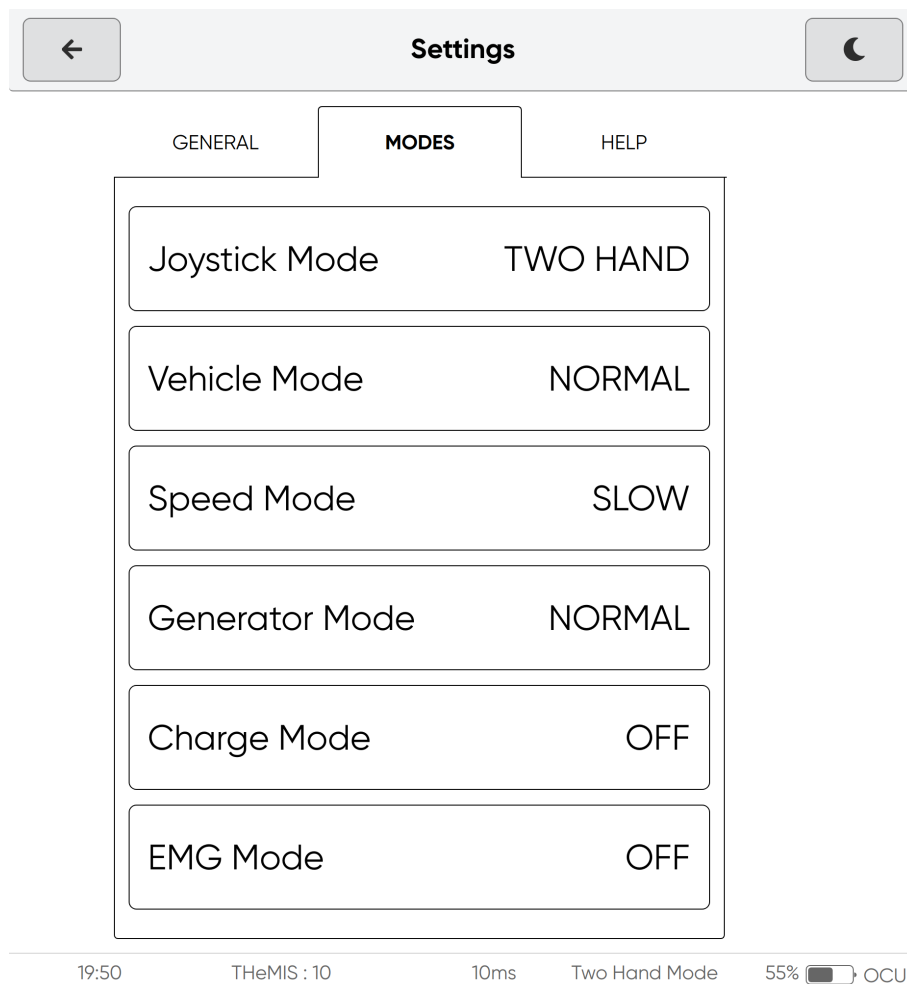 Settings
GENERAL MODES HELP
Joystick Mode TWO HAND
Vehicle Mode NORMAL
Speed Mode SLOW
Generator Mode NORMAL
Charge Mode OFF
EMG Mode OFF
19:50 THeMIS : 10 10ms Two Hand Mode 55% OCU